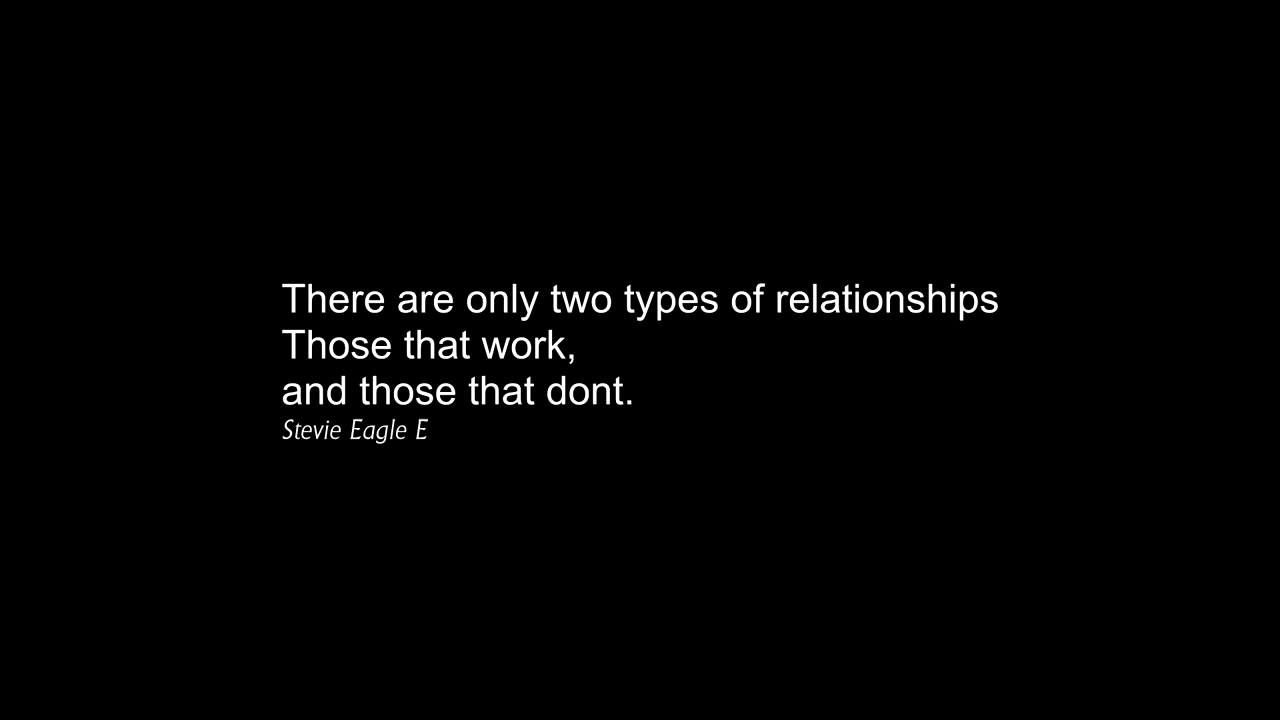 There are only two types of relationships
Those that work,
and those that dont.
Stevie Eagle E